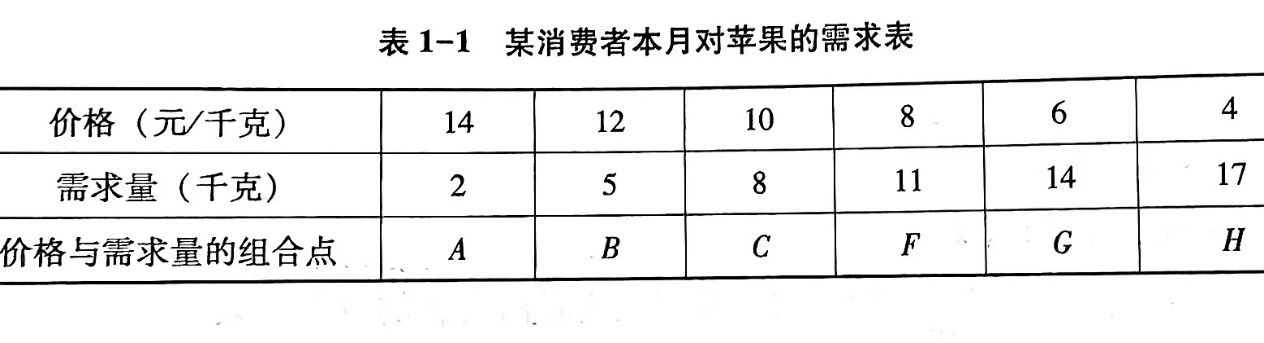 表 1-1 某消费者本月对苹果的需求表
价格（元/千克） 14 12 10 8 6 4
需求量（千克） 2 5 8 11 14 17
价格与需求量的组合点 A B C F G H